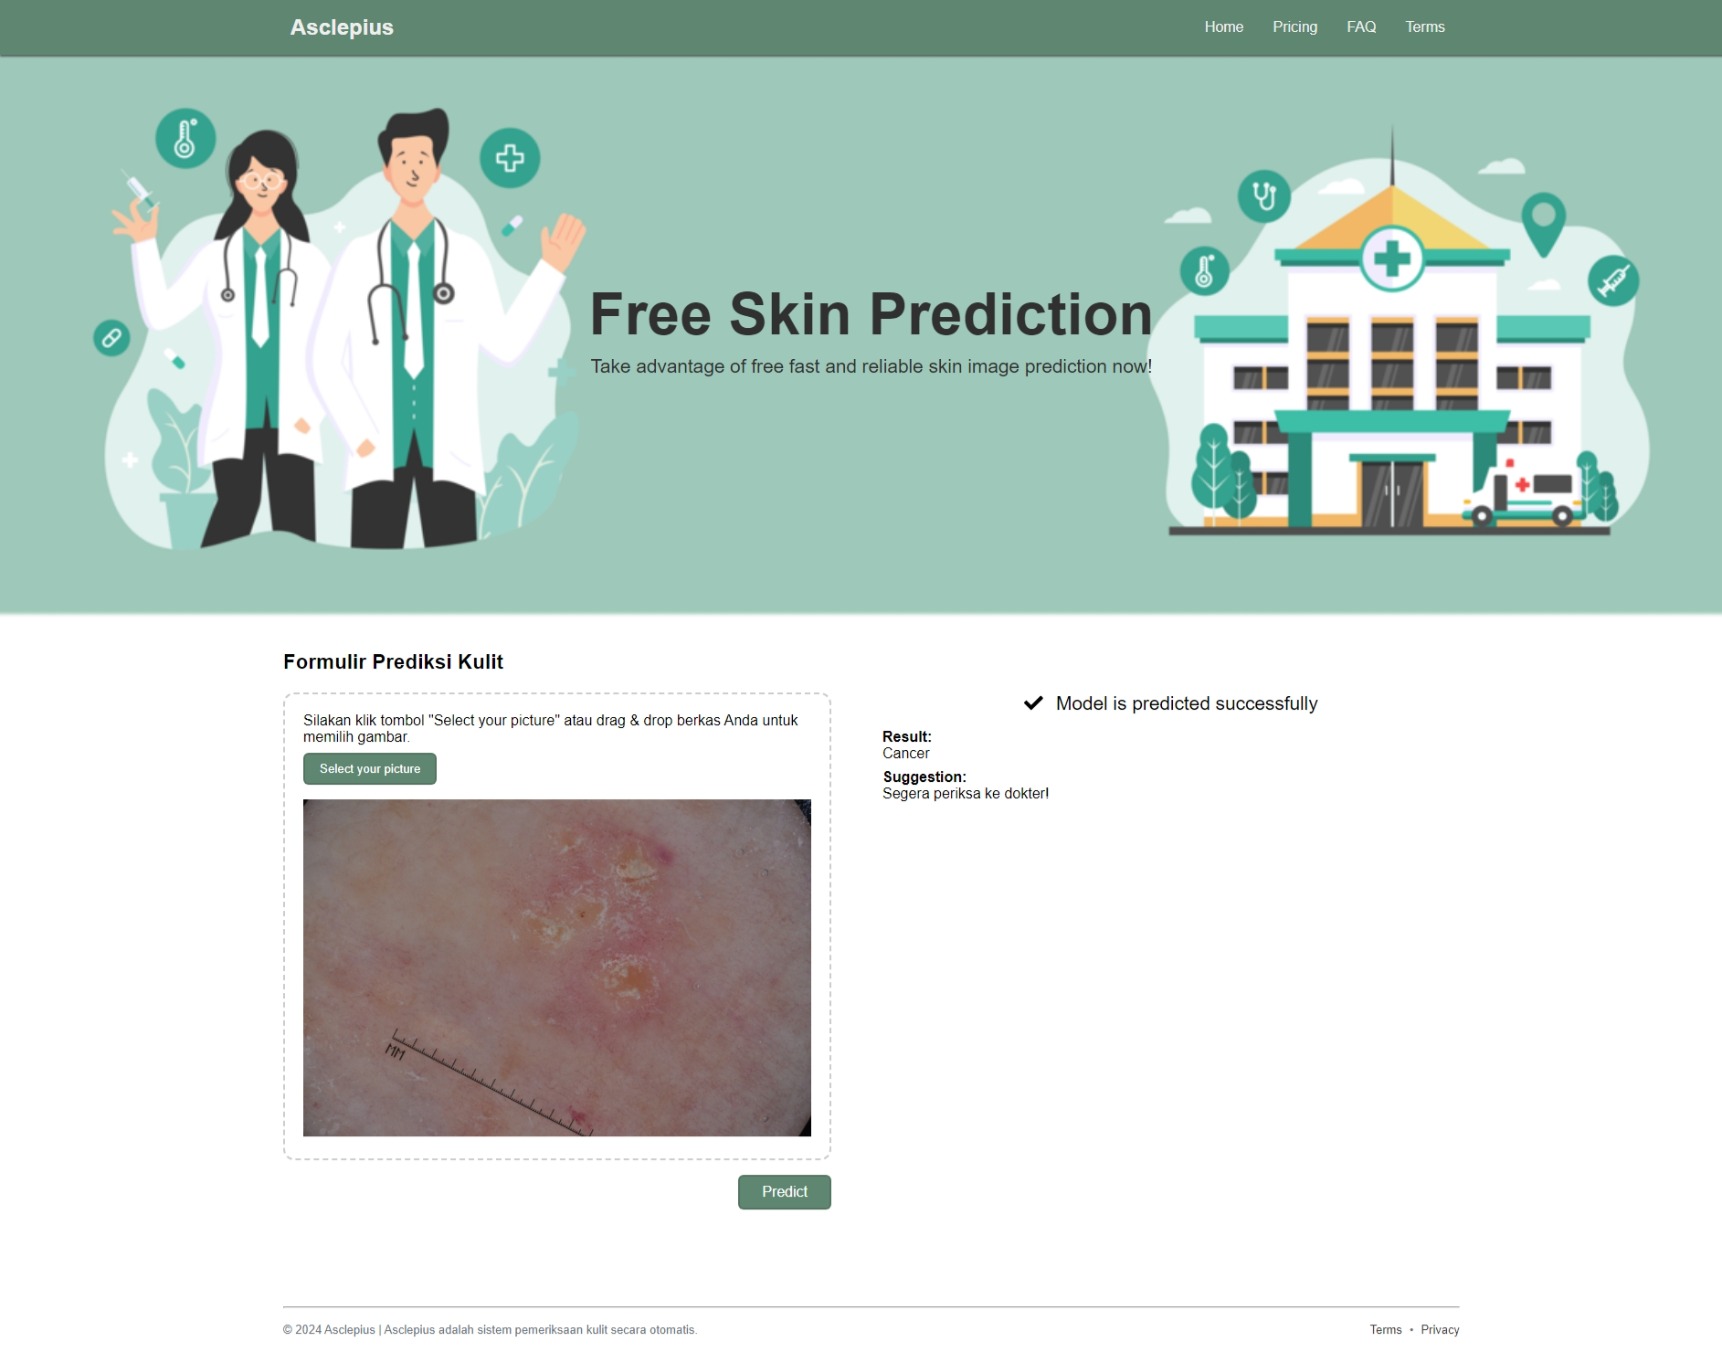 Asclepius
Home Pricing FAQ Terms
Free Skin Prediction
Take advantage of free fast and reliable skin image prediction now!
Formulir Prediksi Kulit
Silakan klik tombol "Select your picture" atau drag & drop berkas Anda untuk
memilih gambar.
Select your picture
MM
Predict
Model is predicted successfully
Result:
Cancer
Suggestion:
Segera periksa ke dokter!
© 2024 Asclepius | Asclepius adalah sistem pemeriksaan kulit secara otomatis.
Terms • Privacy